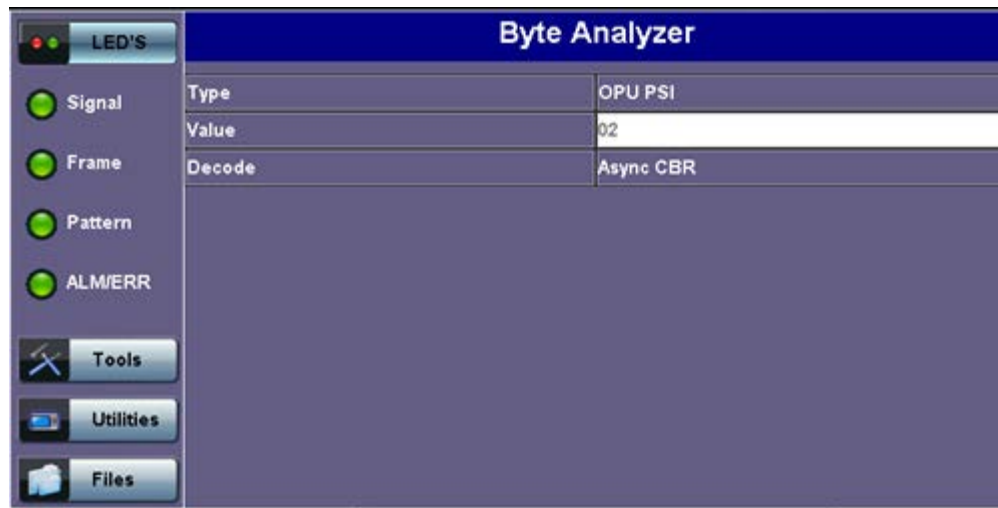 LED'S
Byte Analyzer
Signal
Type OPU PSI
Value 02
Frame
Decode Async CBR
Pattern
ALM/ERR
Tools
Utilities
Files